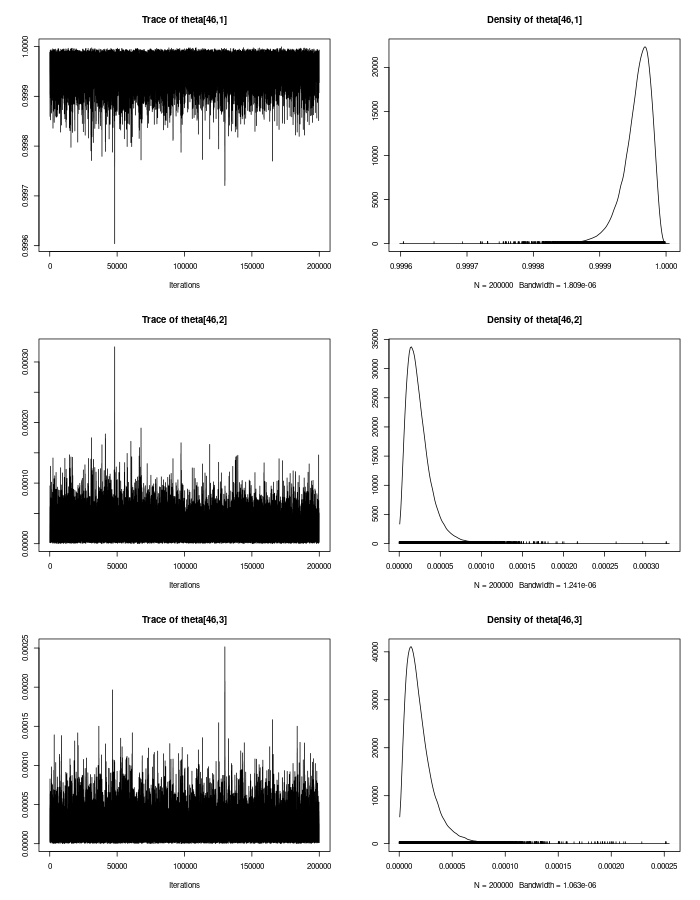 Trace of theta[46,1]
0.9996 0.9997 0.9998 0.9999 1.0000
0 50000 100000 150000 200000
Iterations
Density of theta[46,1]
0 5000 10000 15000 20000
0.9996 0.9997 0.9998 0.9999 1.0000
N = 200000 Bandwidth = 1.809e-06
Trace of theta[46,2]
0.00000 0.00010 0.00020 0.00030
0 50000 100000 150000 200000
Iterations
Density of theta[46,2]
0 5000 10000 15000 20000 25000 30000 35000
0.00000 0.00005 0.00010 0.00015 0.00020 0.00025 0.00030
N = 200000 Bandwidth = 1.241e-06
Trace of theta[46,3]
0.00000 0.00005 0.00010 0.00015 0.00020 0.00025
0 50000 100000 150000 200000
Iterations
Density of theta[46,3]
0 10000 20000 30000 40000
0.00000 0.00005 0.00010 0.00015 0.00020 0.00025
N = 200000 Bandwidth = 1.063e-06